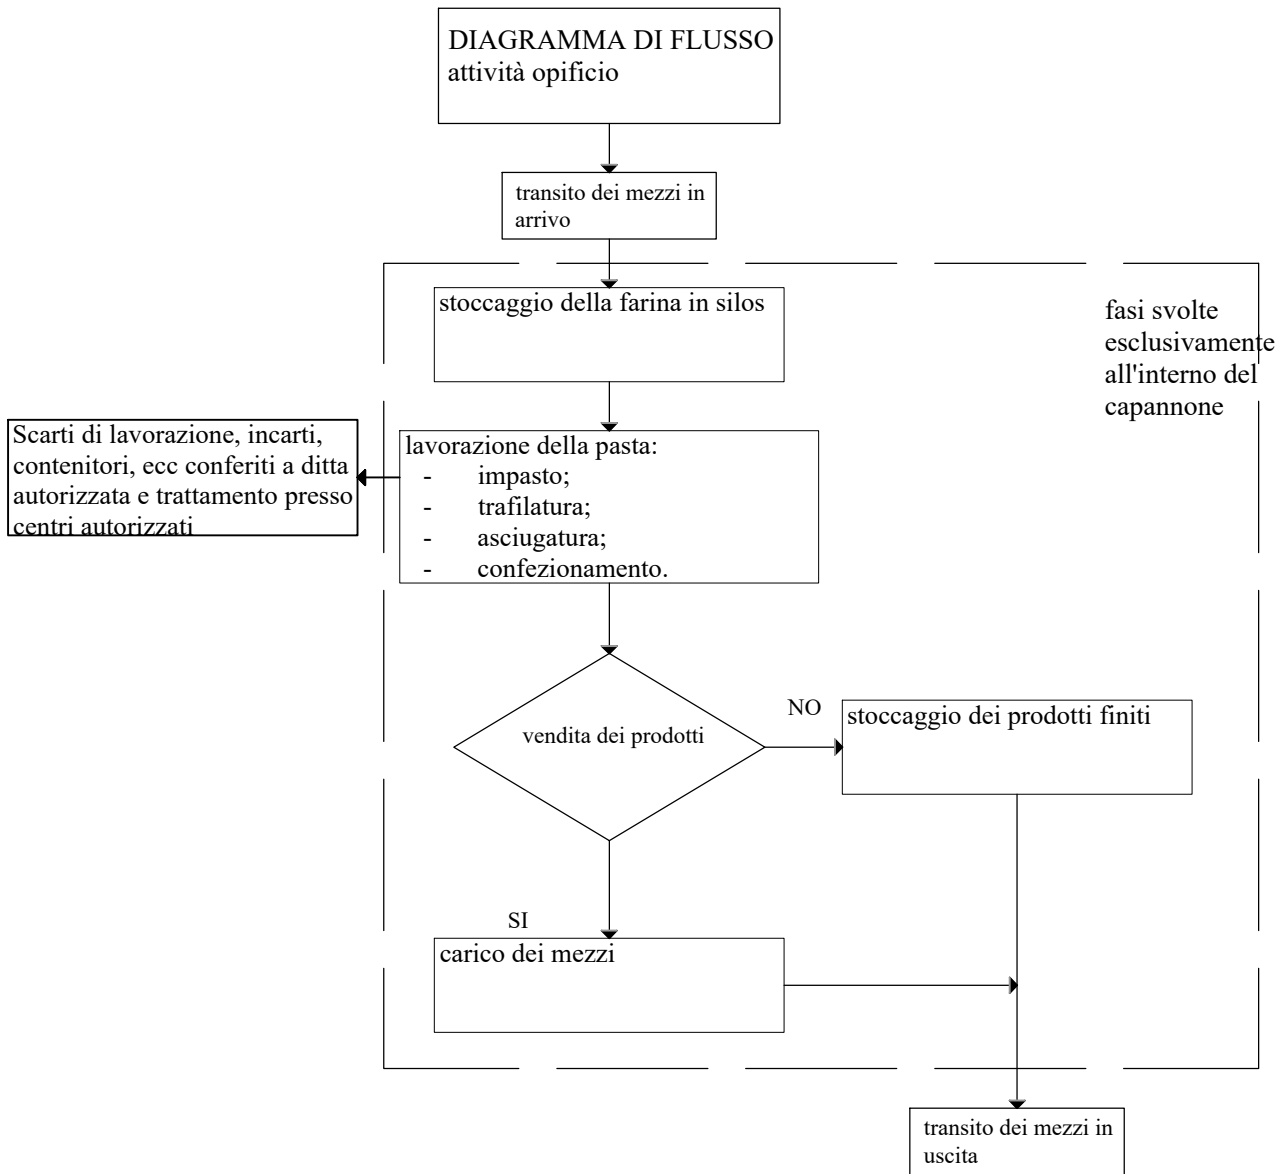 DIAGRAMMA DI FLUSSO
attività opificio
transito dei mezzi in
arrivo
stoccaggio della farina in silos
fasi svolte
esclusivamente
all'interno del
capannone
Scarti di lavorazione, incarti,
contenitori, ecc conferiti a ditta
autorizzata e trattamento presso
centri autorizzati
lavorazione della pasta:
- impasto;
- trafilatura;
- asciugatura;
- confezionamento.
vendita dei prodotti
NO
stoccaggio dei prodotti finiti
SI
carico dei mezzi
transito dei mezzi in
uscita